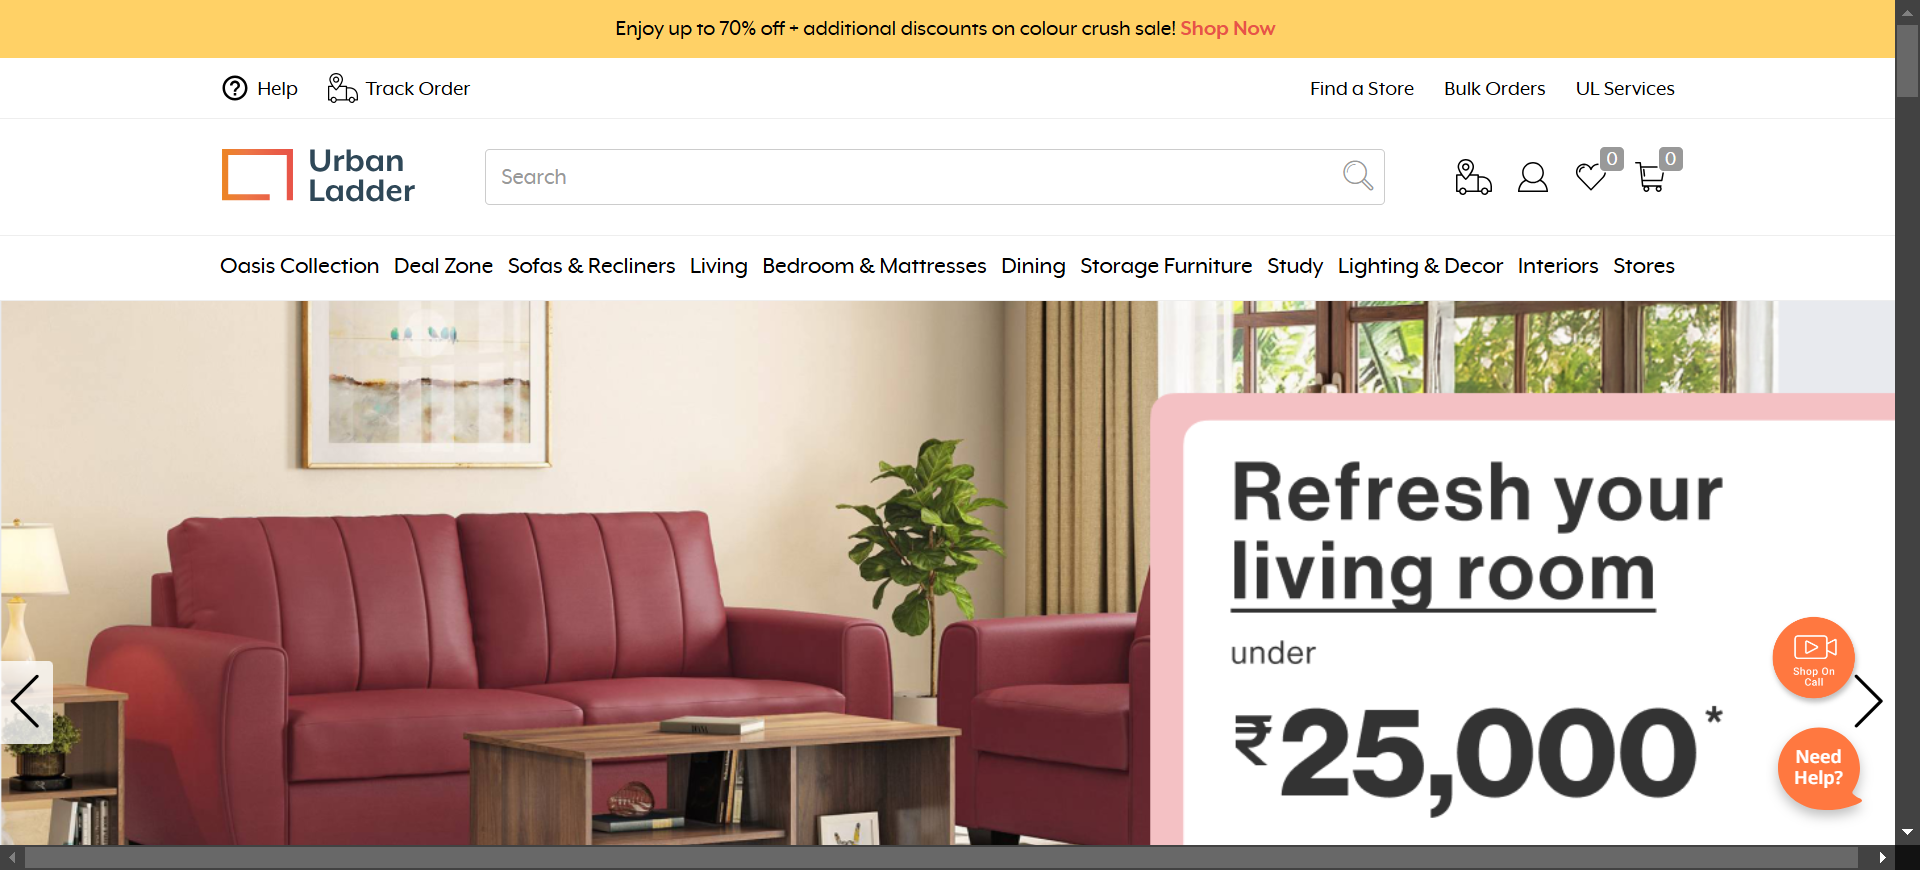 Enjoy up to 70% off + additional discounts on colour crush sale! Shop Now
Help Track Order Find a Store Bulk Orders UL Services
Urban
Ladder
Search
0 0
Oasis Collection Deal Zone Sofas & Recliners Living Bedroom & Mattresses Dining Storage Furniture Study Lighting & Decor Interiors Stores
Refresh your
living room
under
₹25,000*
Shop On
Call
Need
Help?